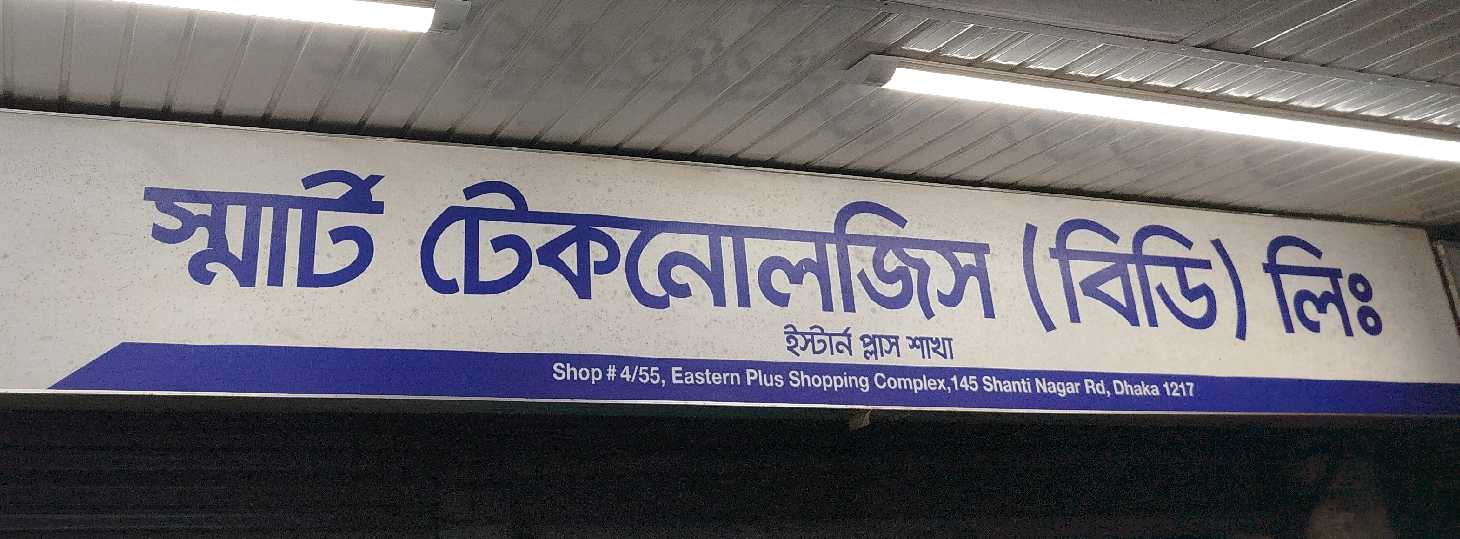 স্মার্ট টেকনোলজিস (বিডি) লিঃ
ইস্টার্ন প্লাস শাখা
Shop # 4/55, Eastern Plus Shopping Complex,145 Shanti Nagar Rd, Dhaka 1217